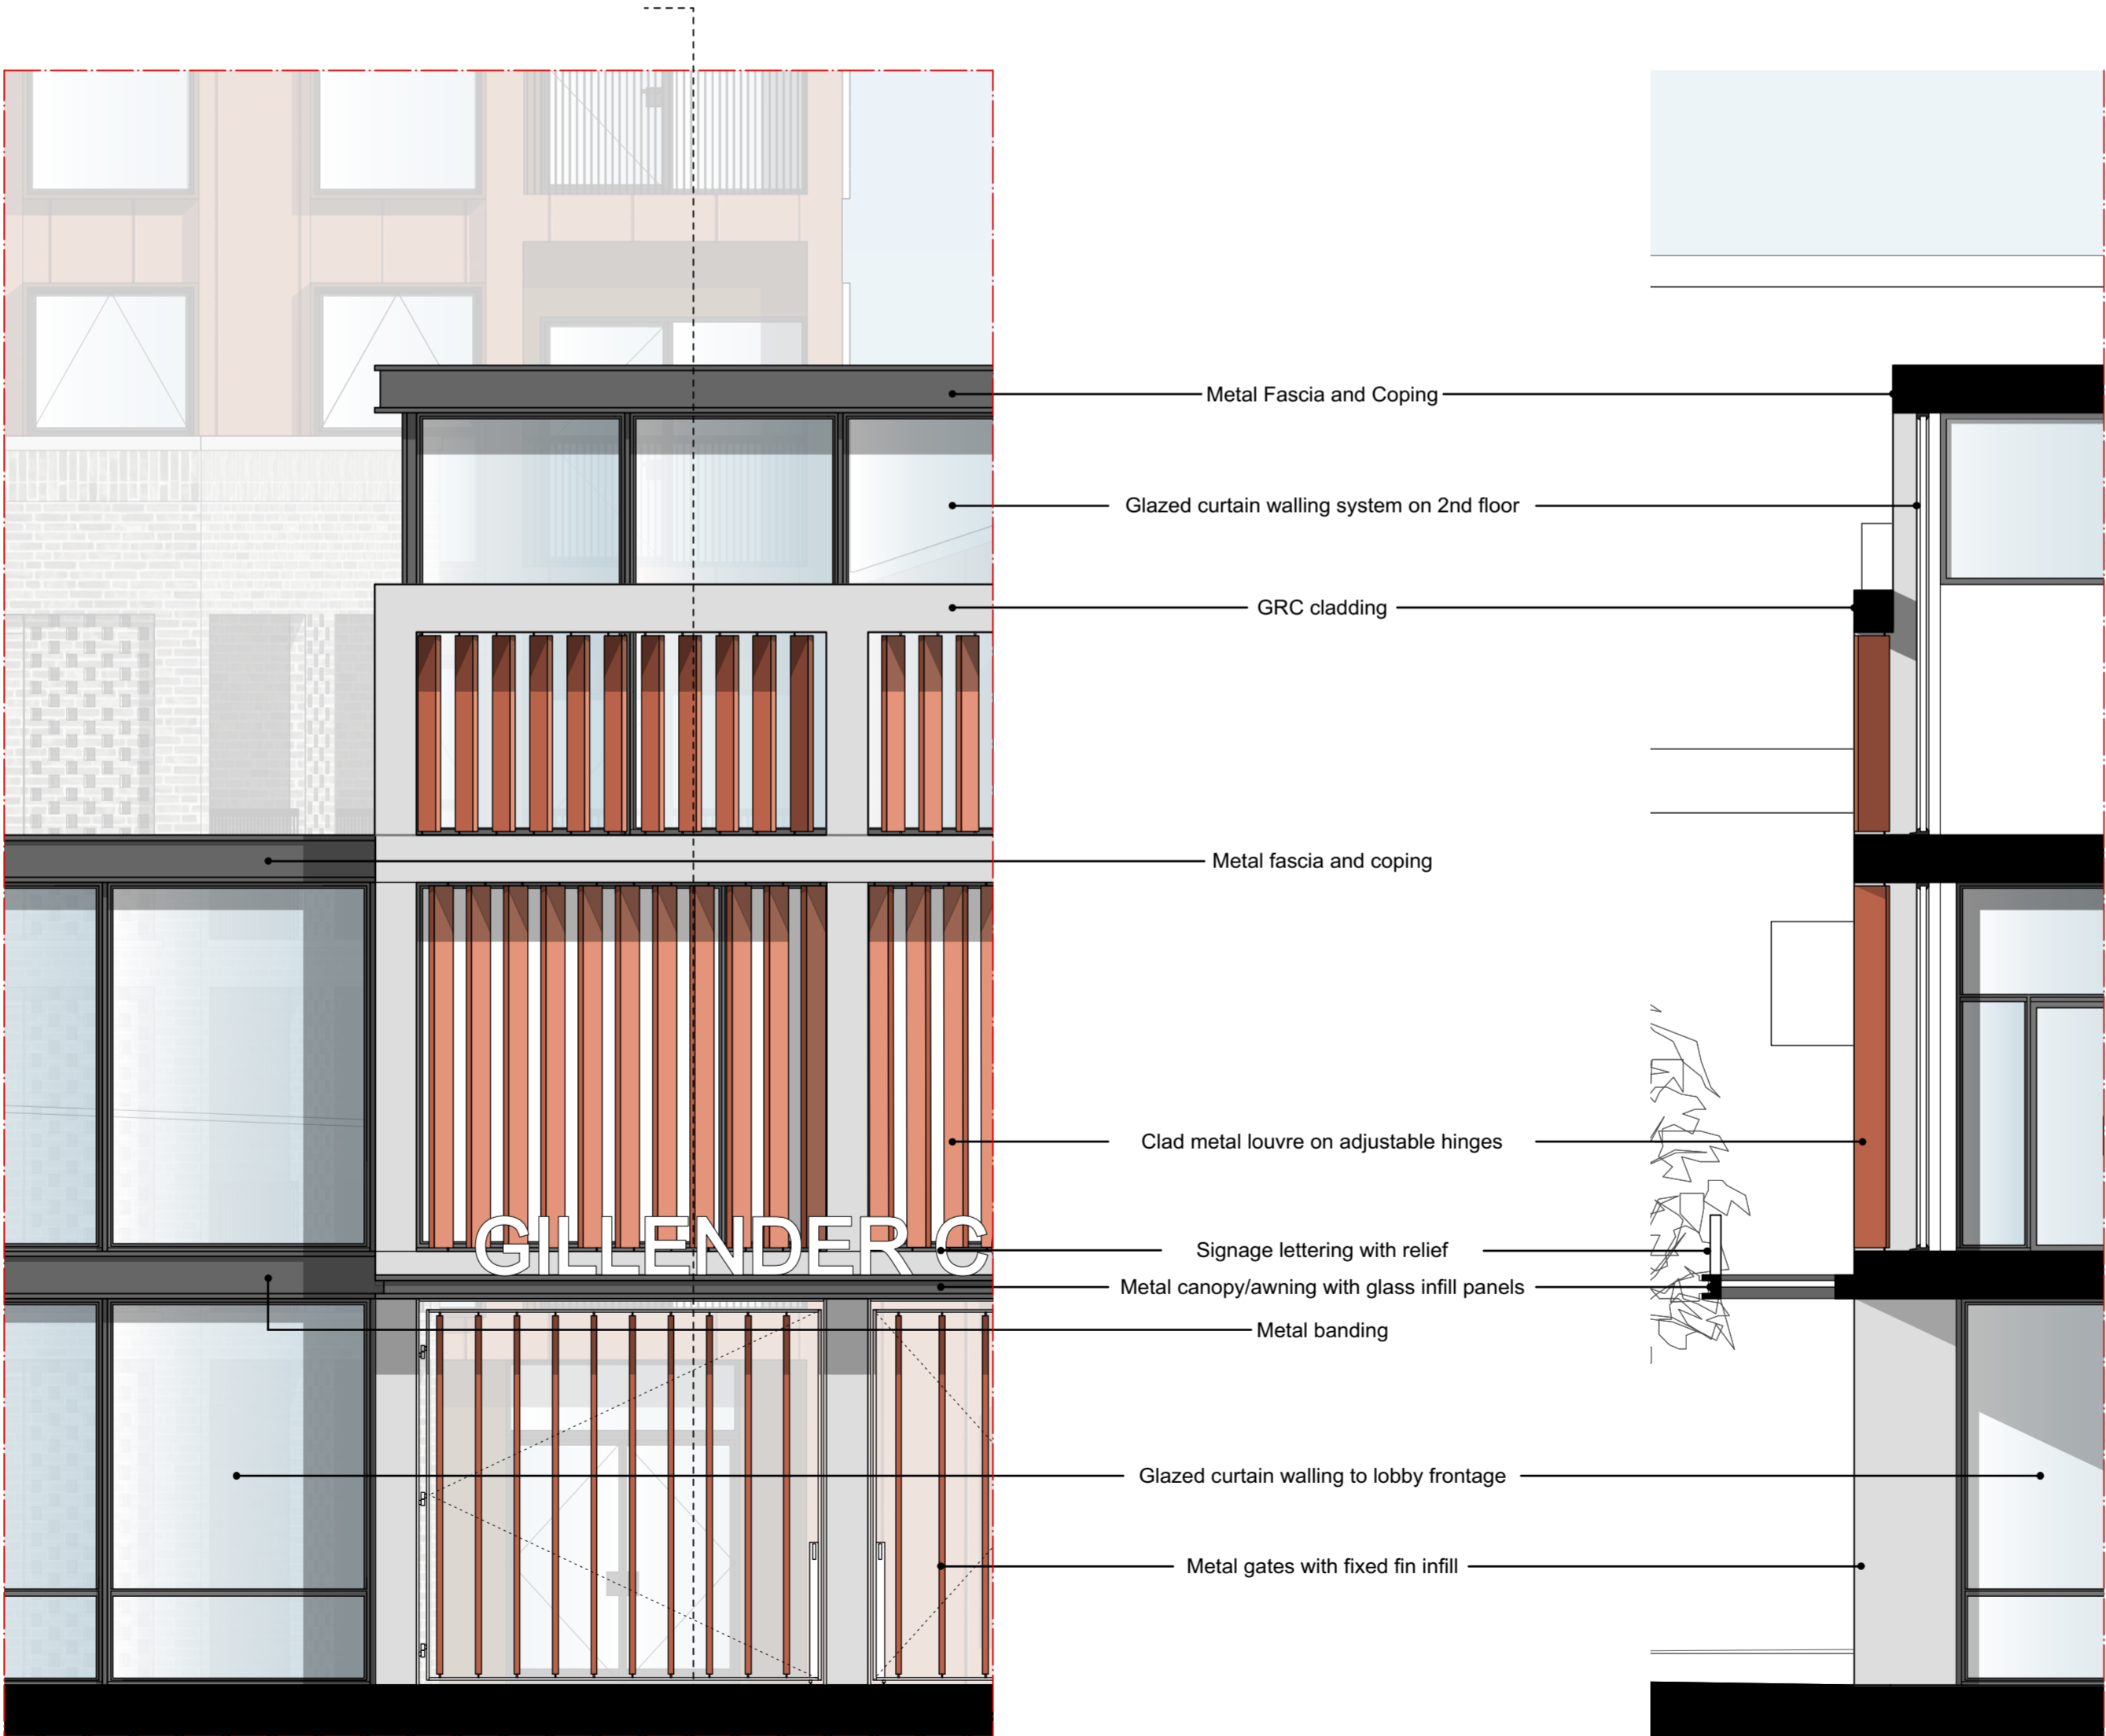 Metal Fascia and Coping
Glazed curtain walling system on 2nd floor
GRC cladding
Metal fascia and coping
Clad metal louvre on adjustable hinges
GILLENDER C
Signage lettering with relief
Metal canopy/awning with glass infill panels
Metal banding
Glazed curtain walling to lobby frontage
Metal gates with fixed fin infill